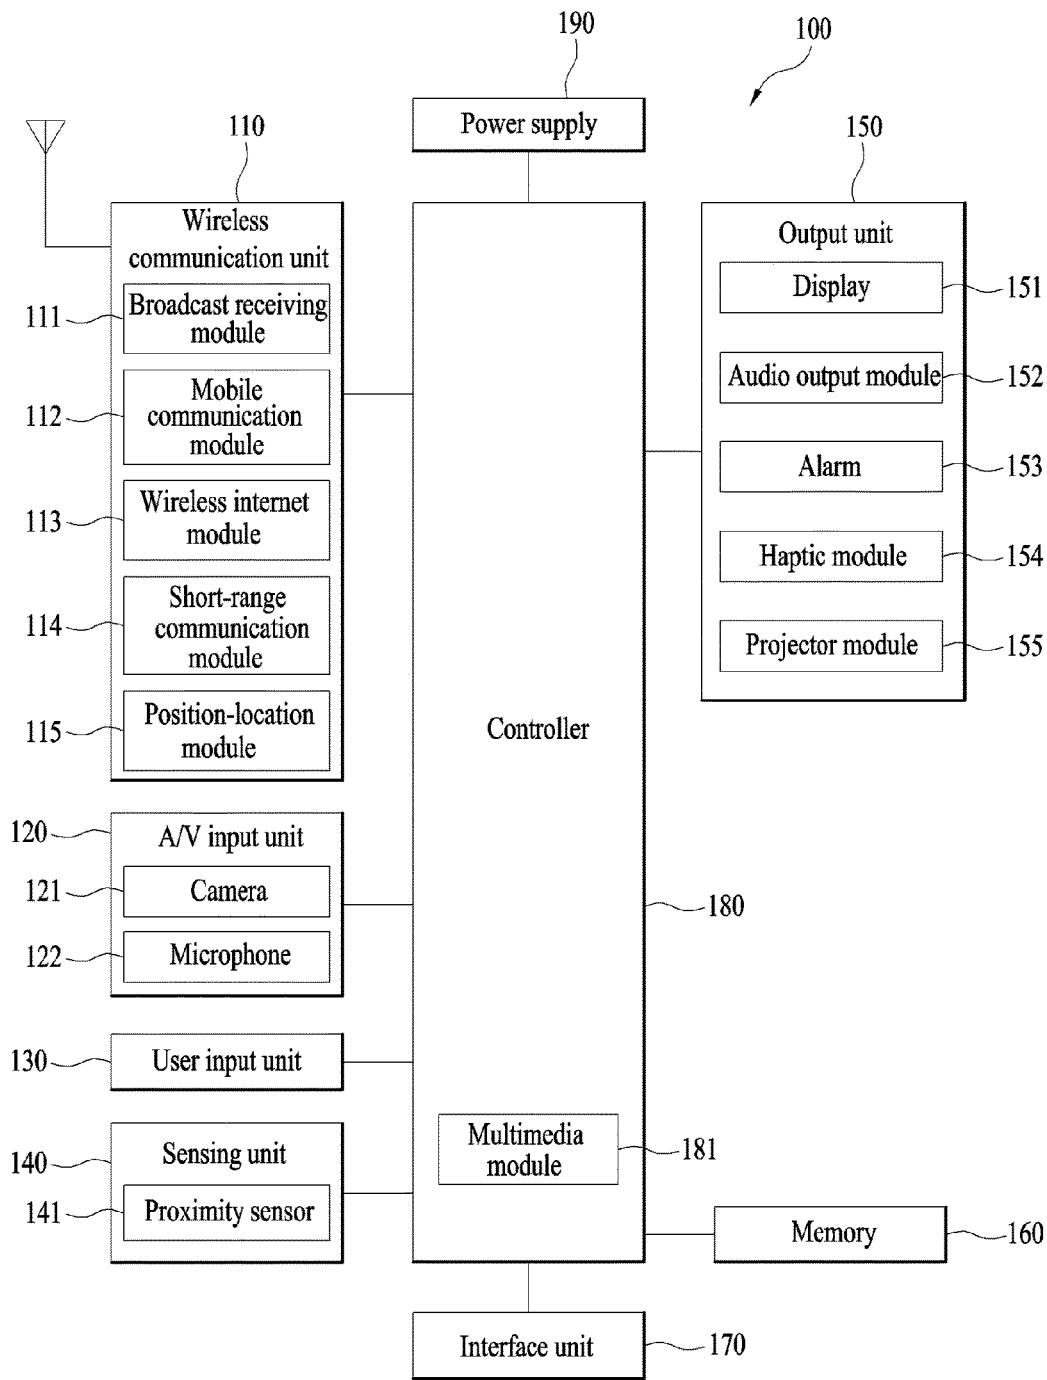 190
100
Power supply
110
150
Wireless
communication unit
Output unit
111
Broadcast receiving
module
Display
151
112
Mobile
communication
module
Audio output module
152
113
Wireless internet
module
Alarm
153
114
Short-range
communication
module
Haptic module
154
115
Position-location
module
Projector module
155
Controller
180
120
A/V input unit
121
Camera
122
Microphone
130
User input unit
140
Sensing unit
141
Proximity sensor
Multimedia
module
181
Memory
160
Interface unit
170